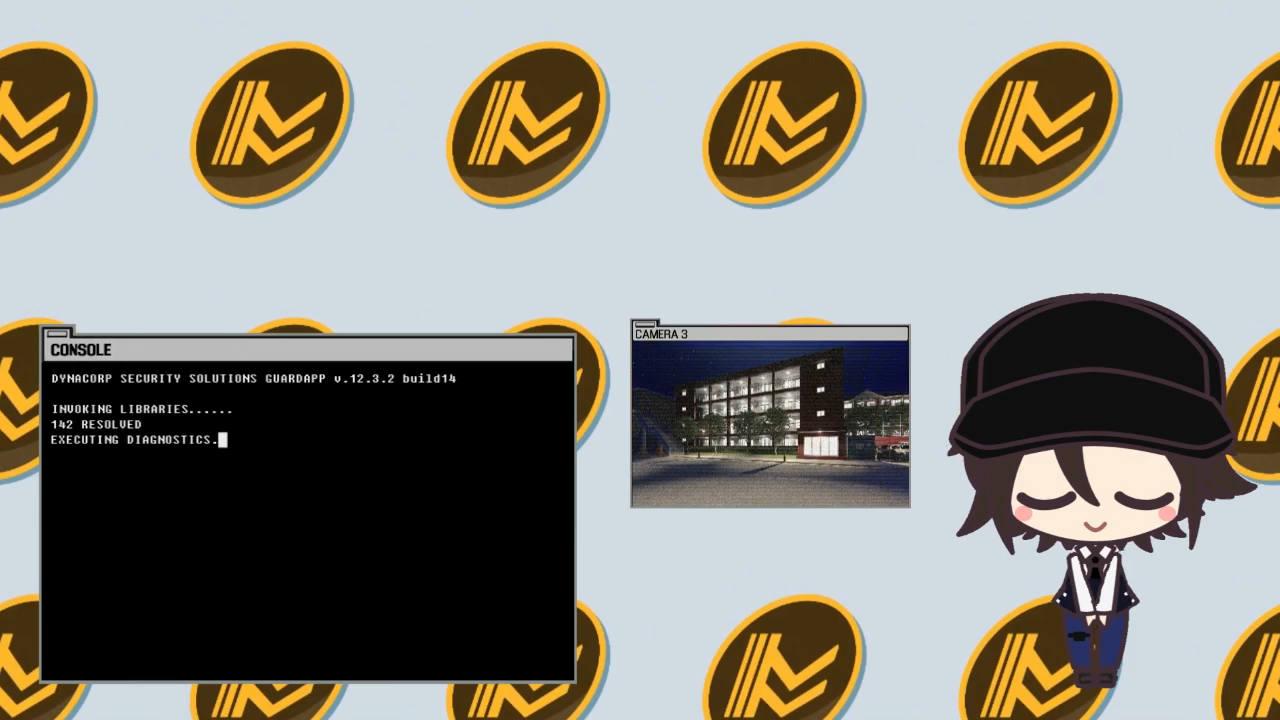 CONSOLE
DYNACORP SECURITY SOLUTIONS GUARDAPP v.12.3.2 build14
INVOKING LIBRARIES......
142 RESOLVED
EXECUTING DIAGNOSTICS.
CAMERA 3